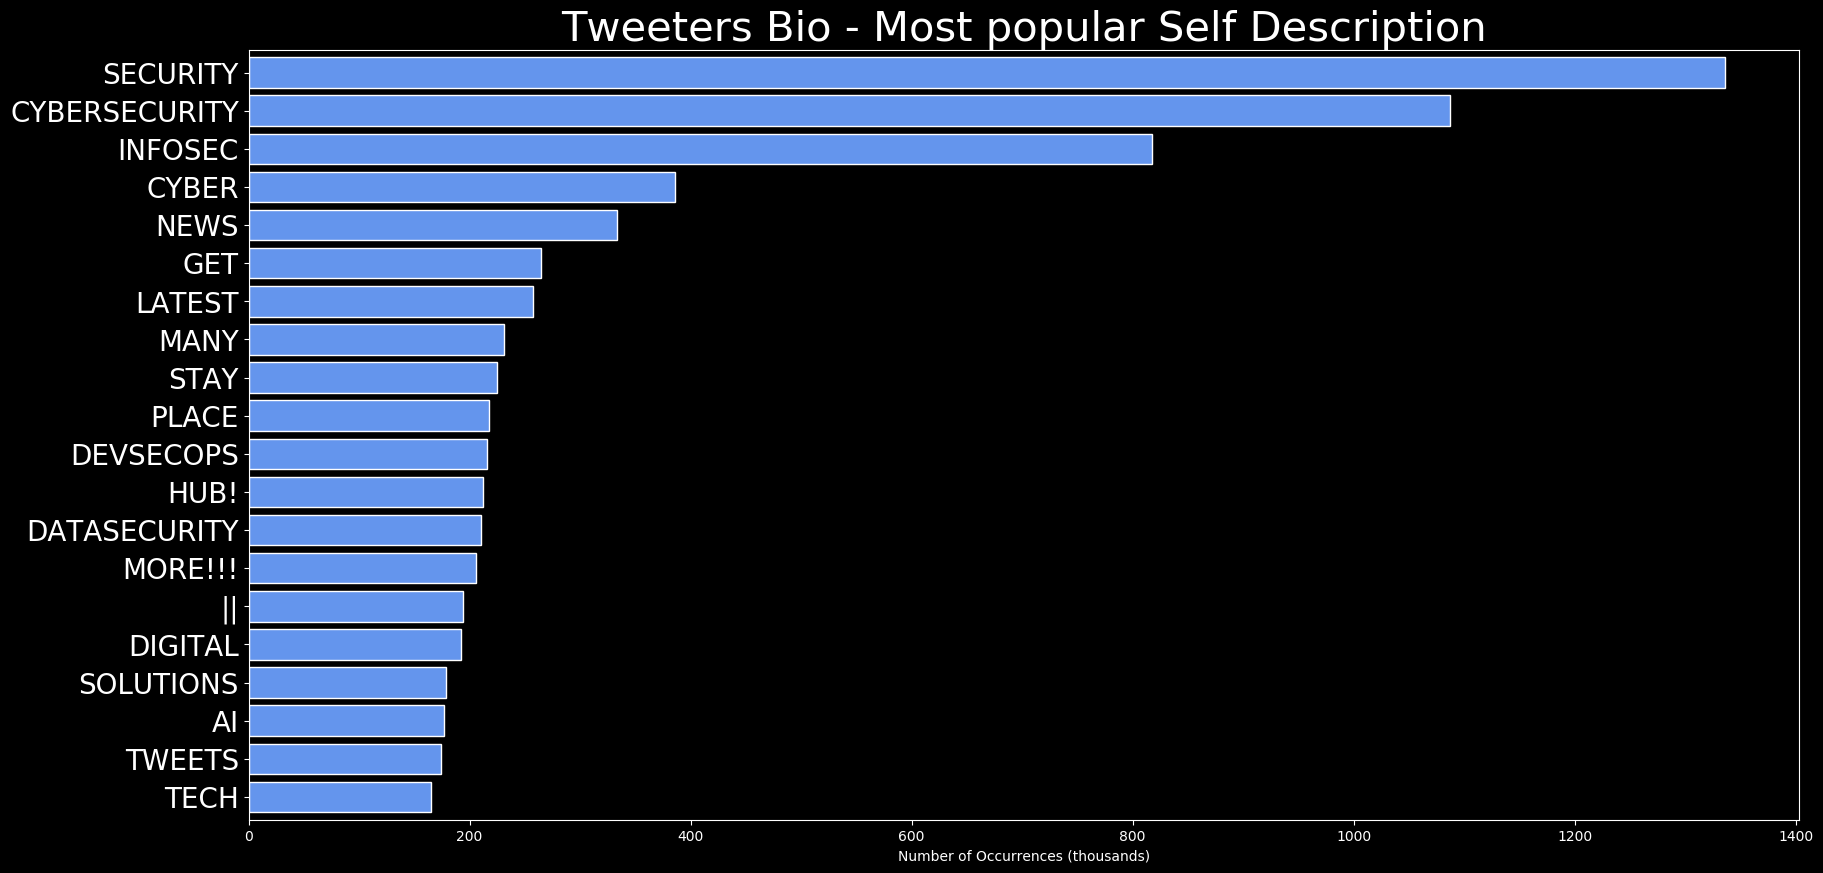 Tweeters Bio - Most popular Self Description
SECURITY
CYBERSECURITY
INFOSEC
CYBER
NEWS
GET
LATEST
MANY
STAY
PLACE
DEVSECOPS
HUB!
DATASECURITY
MORE!!!
||
DIGITAL
SOLUTIONS
AI
TWEETS
TECH
0 200 400 600 800 1000 1200 1400
Number of Occurrences (thousands)